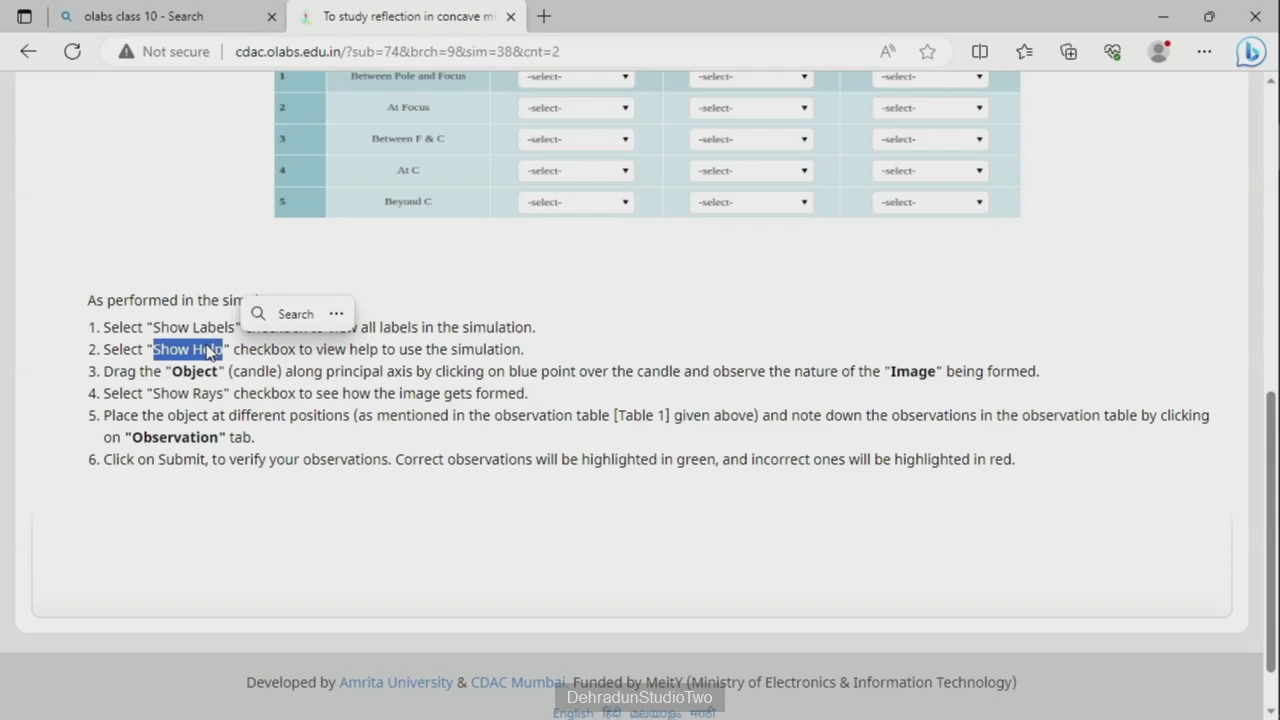 olabs class 10 - Search
To study reflection in concave mi
Not secure
cdac.olabs.edu.in/?sub=74&brch=9&sim=38&cnt=2
1 Between Pole and Focus -select- -select- -select-
2 At Focus -select- -select- -select-
3 Between F & C -select- -select- -select-
4 At C -select- -select- -select-
5 Beyond C -select- -select- -select-
As performed in the sim
Search
1. Select "Show Labels" checkbox to view all labels in the simulation.
2. Select "Show Help" checkbox to view help to use the simulation.
3. Drag the "Object" (candle) along principal axis by clicking on blue point over the candle and observe the nature of the "Image" being formed.
4. Select "Show Rays" checkbox to see how the image gets formed.
5. Place the object at different positions (as mentioned in the observation table [Table 1] given above) and note down the observations in the observation table by clicking
on "Observation" tab.
6. Click on Submit, to verify your observations. Correct observations will be highlighted in green, and incorrect ones will be highlighted in red.
Developed by Amrita University & CDAC Mumbai. Funded by MeitY (Ministry of Electronics & Information Technology)
DehradunStudioTwo
English हिंदी മലയാളം मराठी